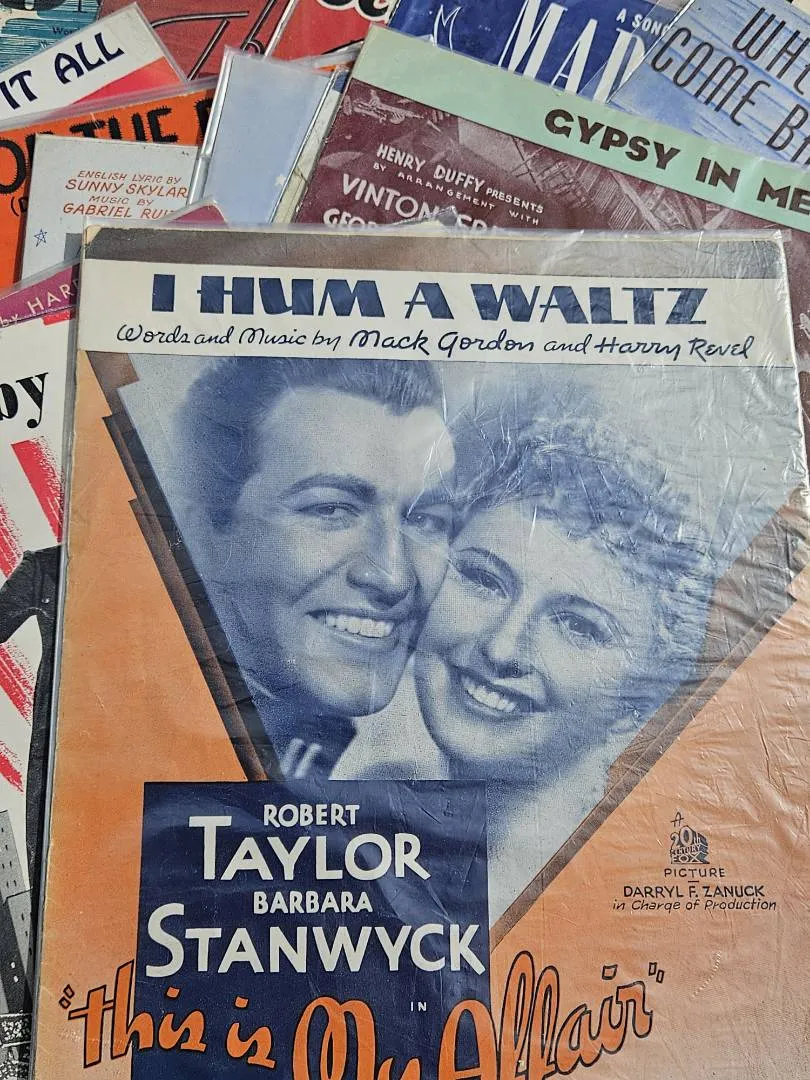 A SONG
IT ALL
COME
GYPSY IN ME
HENRY DUFFY PRESENTS
BY ARRANGEMENT WITH
VINTON
ENGLISH LYRIC BY
SUNNY SKYLAR
MUSIC BY
GABRIEL
by
I HUM A WALTZ
Words and Music by Mack Gordon and Harry Revel
ROBERT
TAYLOR
BARBARA
STANWYCK
IN
"this is My Affair"
A
20th
CENTURY
FOX
PICTURE
DARRYL F. ZANUCK
in Charge of Production